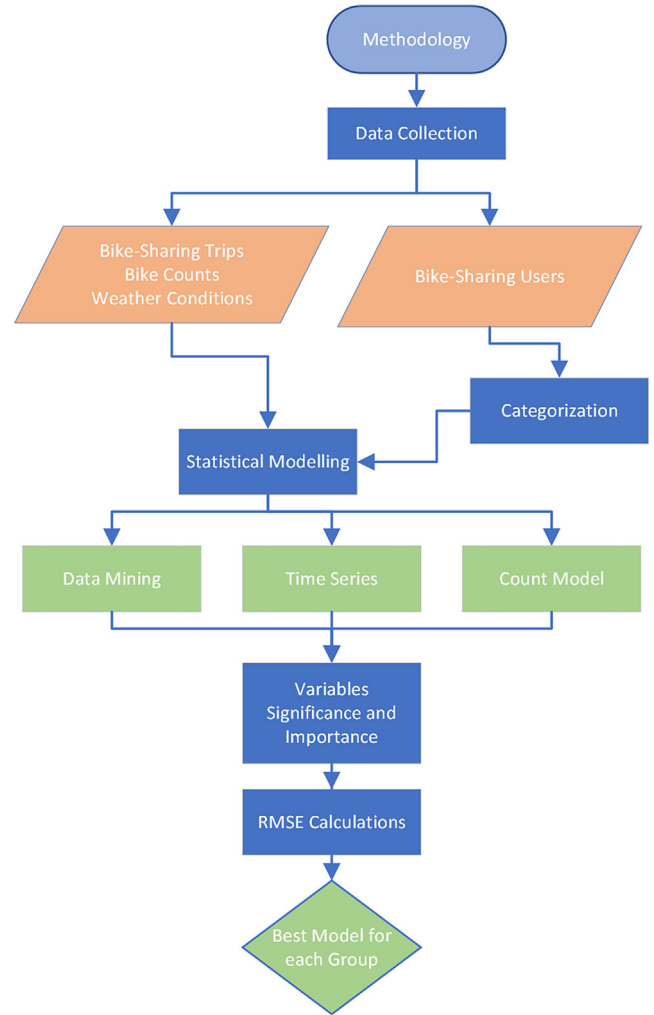 Methodology
Data Collection
Bike-Sharing Trips
Bike Counts
Weather Conditions
Bike-Sharing Users
Categorization
Statistical Modelling
Data Mining
Time Series
Count Model
Variables
Significance and
Importance
RMSE Calculations
Best Model for
each Group